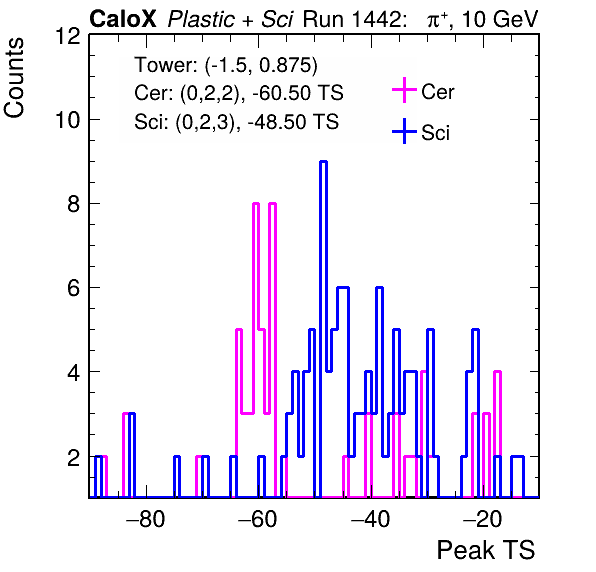 CaloX Plastic + Sci Run 1442: π⁺, 10 GeV
Counts
Tower: (-1.5, 0.875)
Cer: (0,2,2), -60.50 TS
Sci: (0,2,3), -48.50 TS
Cer
Sci
12
10
8
6
4
2
−80 −60 −40 −20
Peak TS